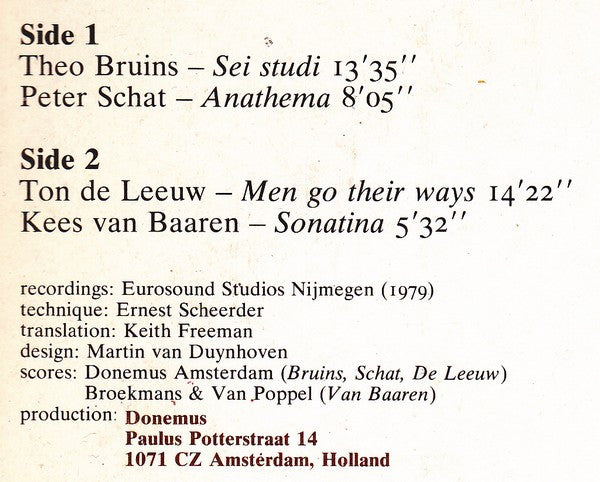 Side 1
Theo Bruins – Sei studi 13'35''
Peter Schat – Anathema 8'05''
Side 2
Ton de Leeuw – Men go their ways 14'22''
Kees van Baaren – Sonatina 5'32''
recordings: Eurosound Studios Nijmegen (1979)
technique: Ernest Scheerder
translation: Keith Freeman
design: Martin van Duynhoven
scores: Donemus Amsterdam (Bruins, Schat, De Leeuw)
Broekmans & Van Poppel (Van Baaren)
production: Donemus
Paulus Potterstraat 14
1071 CZ Amsterdam, Holland